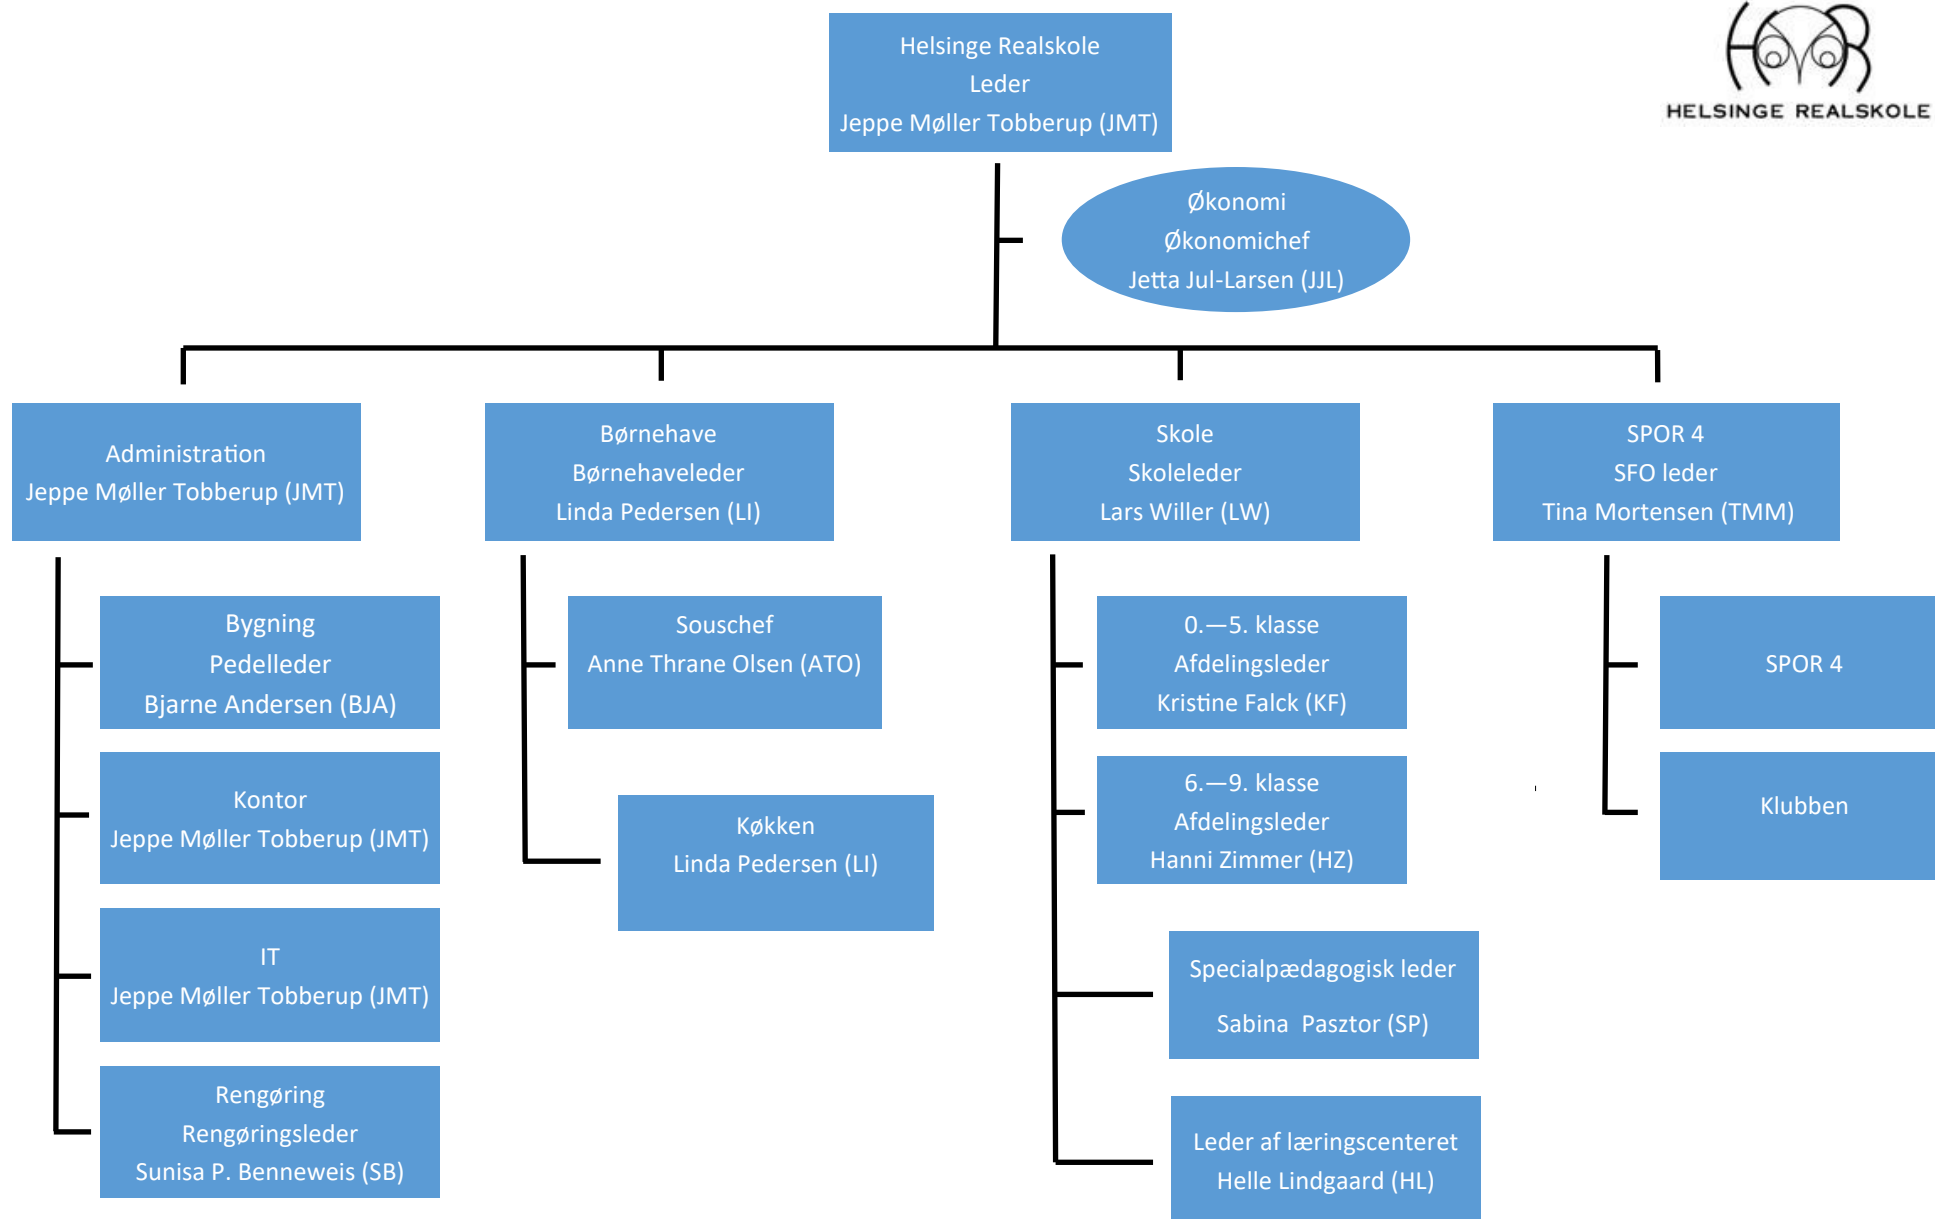 Helsinge Realskole
Leder
Jeppe Møller Tobberup (JMT)
HELSINGE REALSKOLE
Økonomi
Økonomichef
Jetta Jul-Larsen (JJL)
Administration
Jeppe Møller Tobberup (JMT)
Børnehave
Børnehaveleder
Linda Pedersen (LI)
Skole
Skoleleder
Lars Willer (LW)
SPOR 4
SFO leder
Tina Mortensen (TMM)
Bygning
Pedelleder
Bjarne Andersen (BJA)
Kontor
Jeppe Møller Tobberup (JMT)
IT
Jeppe Møller Tobberup (JMT)
Rengøring
Rengøringsleder
Sunisa P. Benneweis (SB)
Souschef
Anne Thrane Olsen (ATO)
Køkken
Linda Pedersen (LI)
0.—5. klasse
Afdelingsleder
Kristine Falck (KF)
6.—9. klasse
Afdelingsleder
Hanni Zimmer (HZ)
Specialpædagogisk leder
Sabina  Pasztor (SP)
Leder af læringscenteret
Helle Lindgaard (HL)
SPOR 4
Klubben